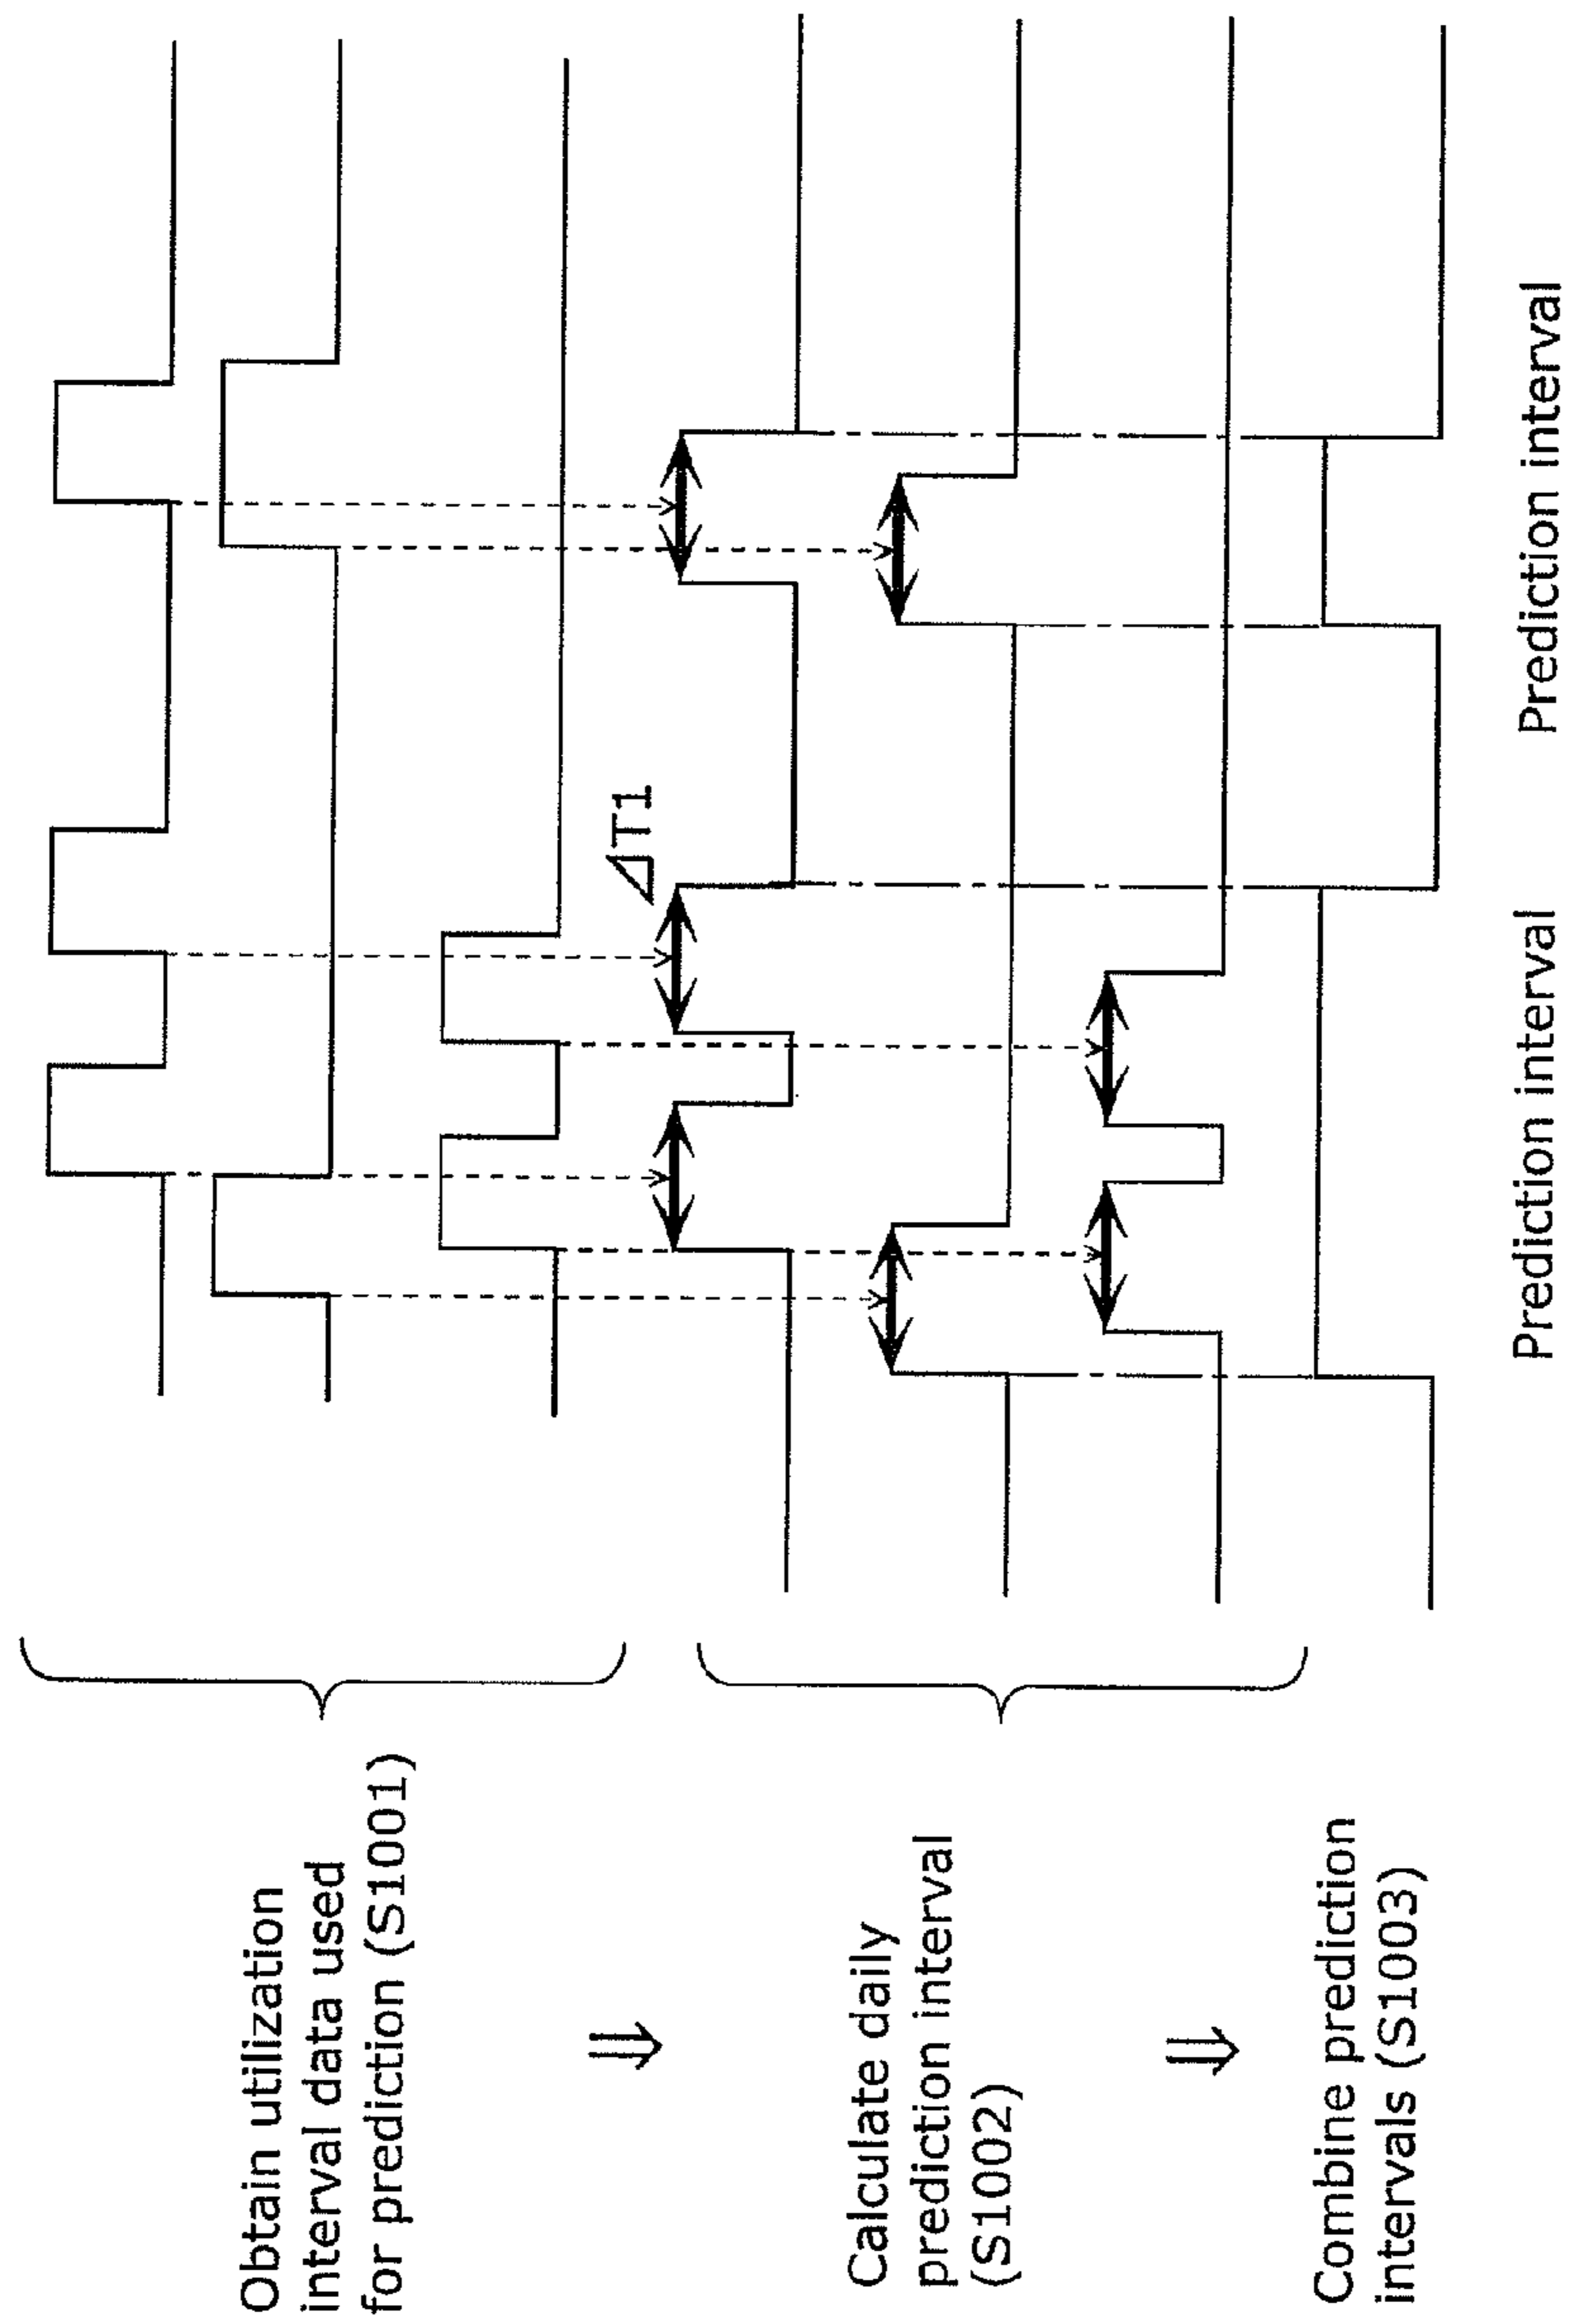 Obtain utilization
interval data used
for prediction (S1001)
⇓
Calculate daily
prediction interval
(S1002)
⇓
Combine prediction
intervals (S1003)
⊿T1
Prediction interval
Prediction interval